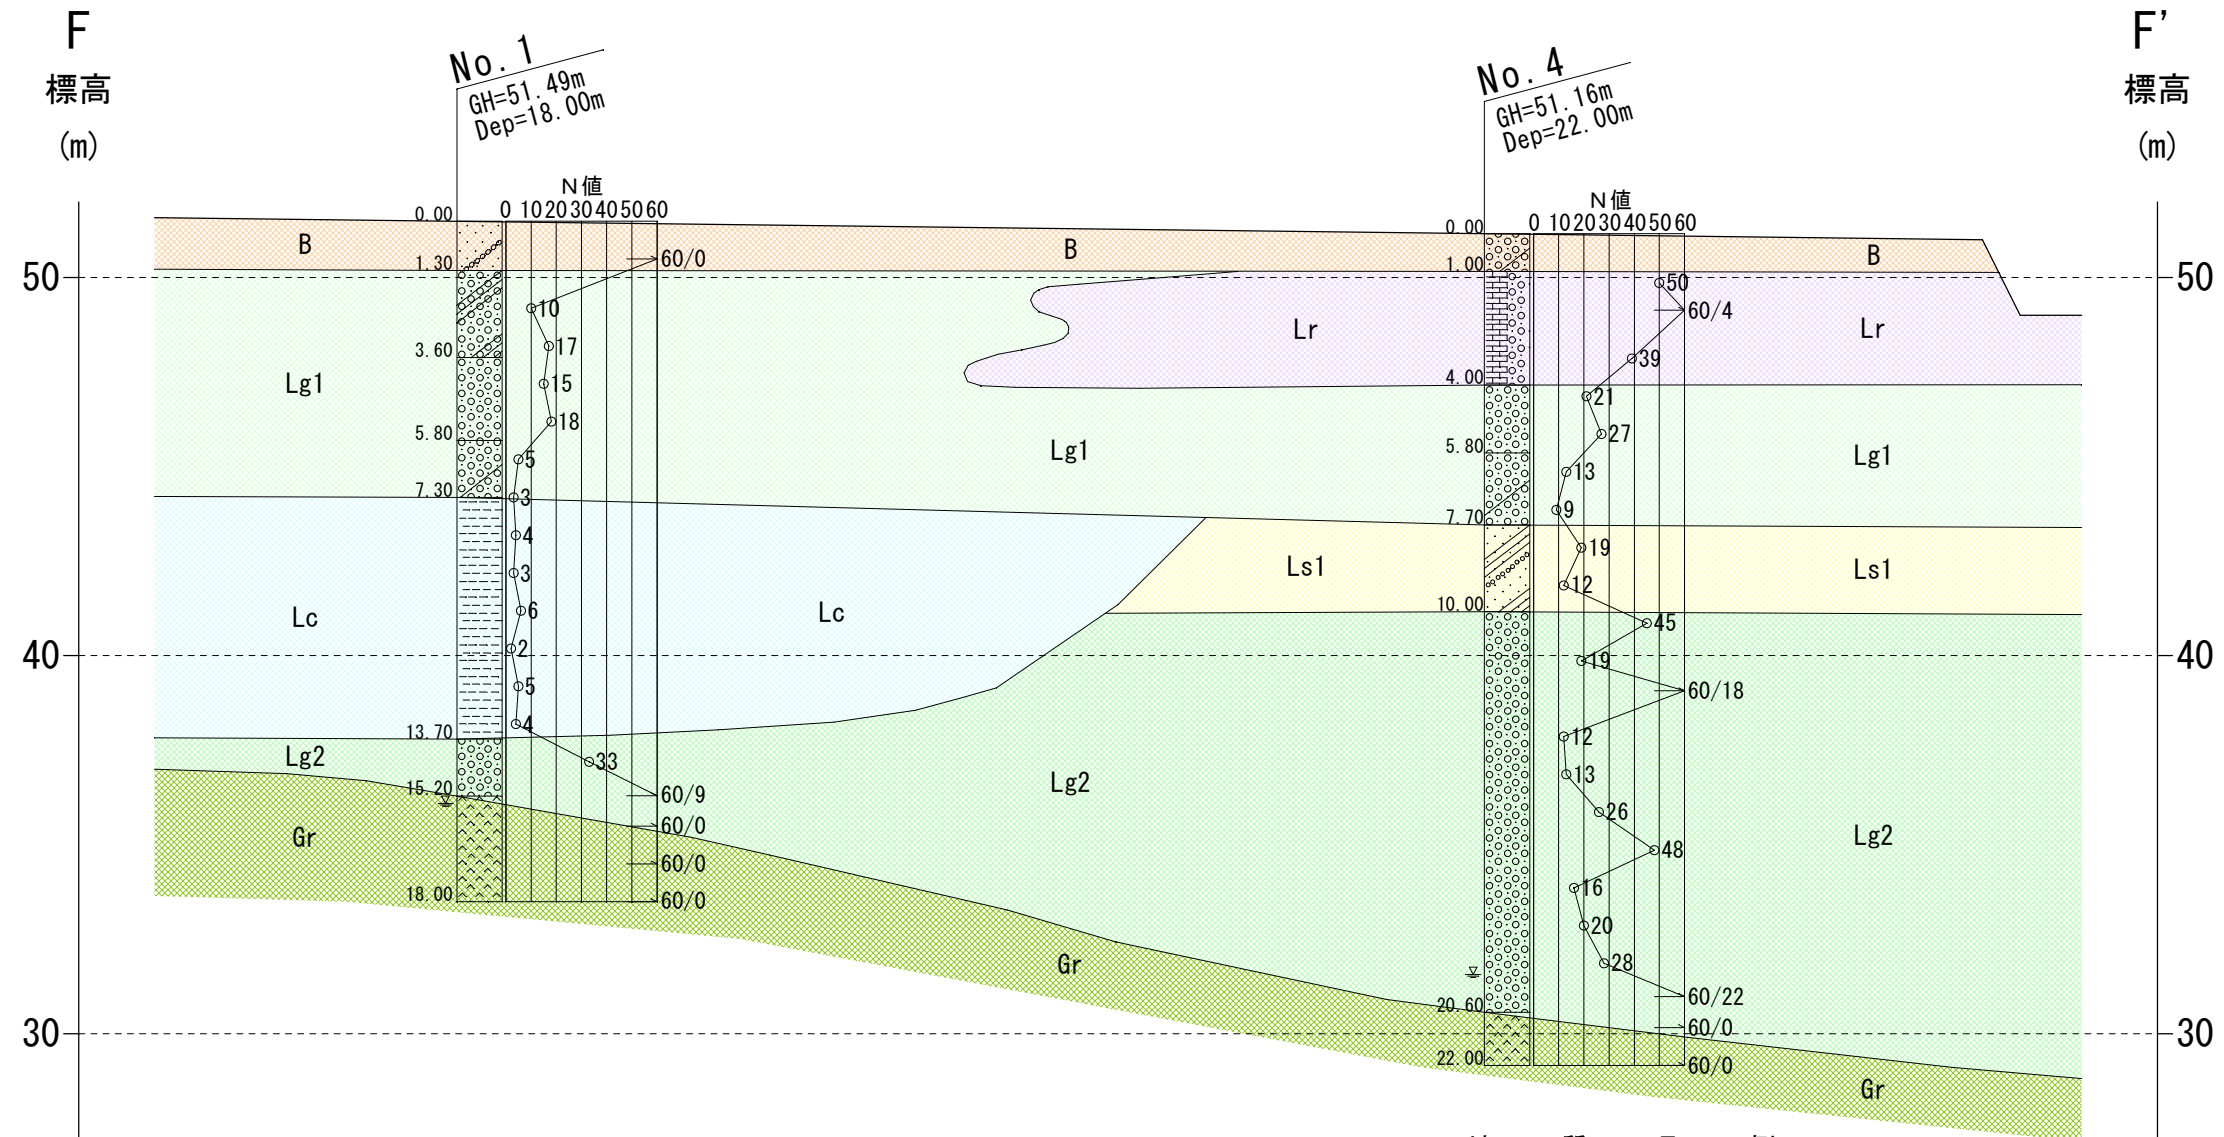 F
標高
(m)
No. 1
GH=51.49m
Dep=18.00m
N値
0 10 20 30 40 50 60
0.00
1.30
3.60
5.80
7.30
13.70
15.20
18.00
60/0
10
17
15
18
5
3
4
3
6
2
5
4
33
60/9
60/0
60/0
60/0
No. 4
GH=51.16m
Dep=22.00m
N値
0 10 20 30 40 50 60
0.00
1.00
4.00
5.80
7.70
10.00
20.60
22.00
50
60/4
39
21
27
13
9
19
12
45
19
60/18
12
13
26
48
16
20
28
60/22
60/0
60/0
F'
標高
(m)
50
40
30
50
40
30
B
B
B
Lg1
Lr
Lr
Lg1
Lg1
Lc
Lc
Ls1
Ls1
Lg2
Lg2
Lg2
Gr
Gr
Gr